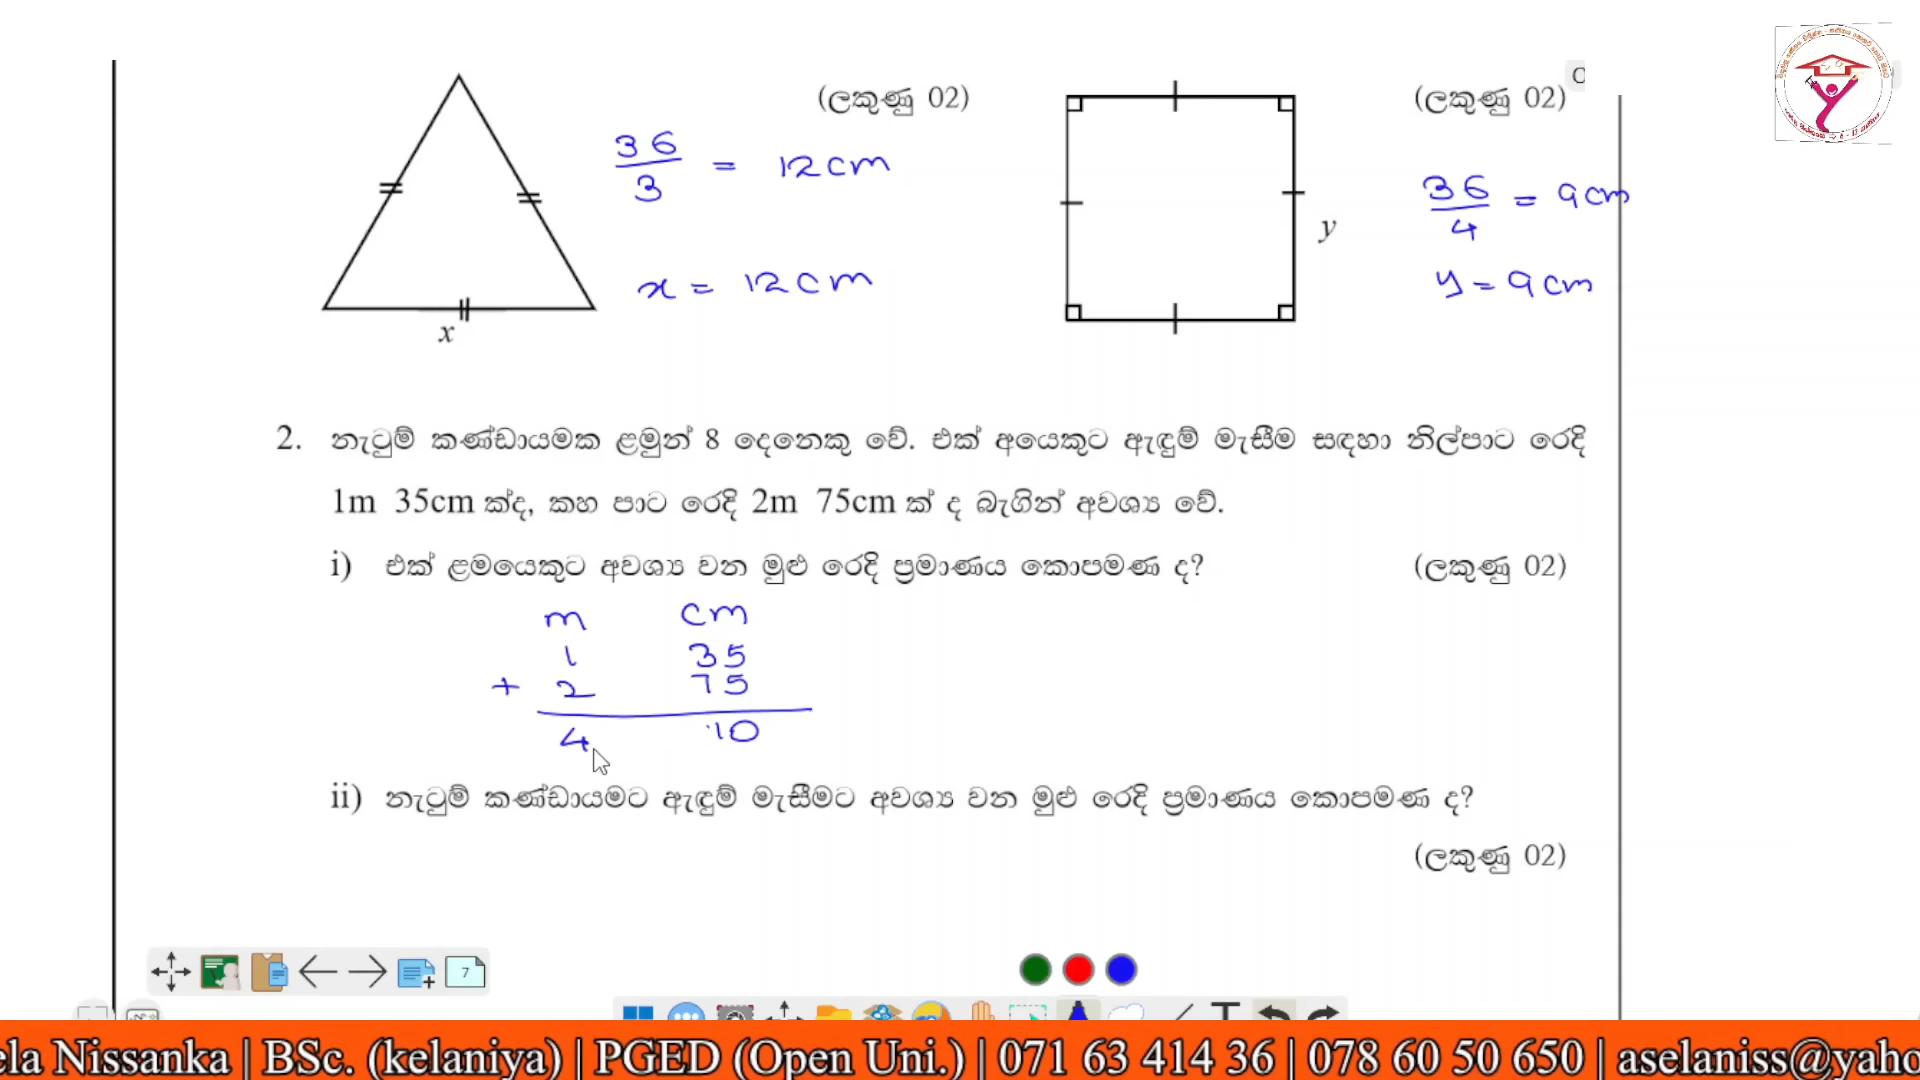 (ලකුණු 02)
(ලකුණු 02)
36/3 = 12cm
36/4 = 9cm
x = 12cm
y = 9cm
y
x
2. නැටුම් කණ්ඩායමක ළමුන් 8 දෙනෙකු වේ. එක් අයෙකුට ඇඳුම් මැසීම සඳහා නිල්පාට රෙදි
1m 35cm ක්ද, කහ පාට රෙදි 2m 75cm ක් ද බැගින් අවශ්‍ය වේ.
i) එක් ළමයෙකුට අවශ්‍ය වන මුළු රෙදි ප්‍රමාණය කොපමණ ද?
(ලකුණු 02)
m cm
1 35
+ 2 75
4 10
ii) නැටුම් කණ්ඩායමට ඇඳුම් මැසීමට අවශ්‍ය වන මුළු රෙදි ප්‍රමාණය කොපමණ ද?
(ලකුණු 02)
7
ela Nissanka | BSc. (kelaniya) | PGED (Open Uni.) | 071 63 414 36 | 078 60 50 650 | aselaniss@yaho